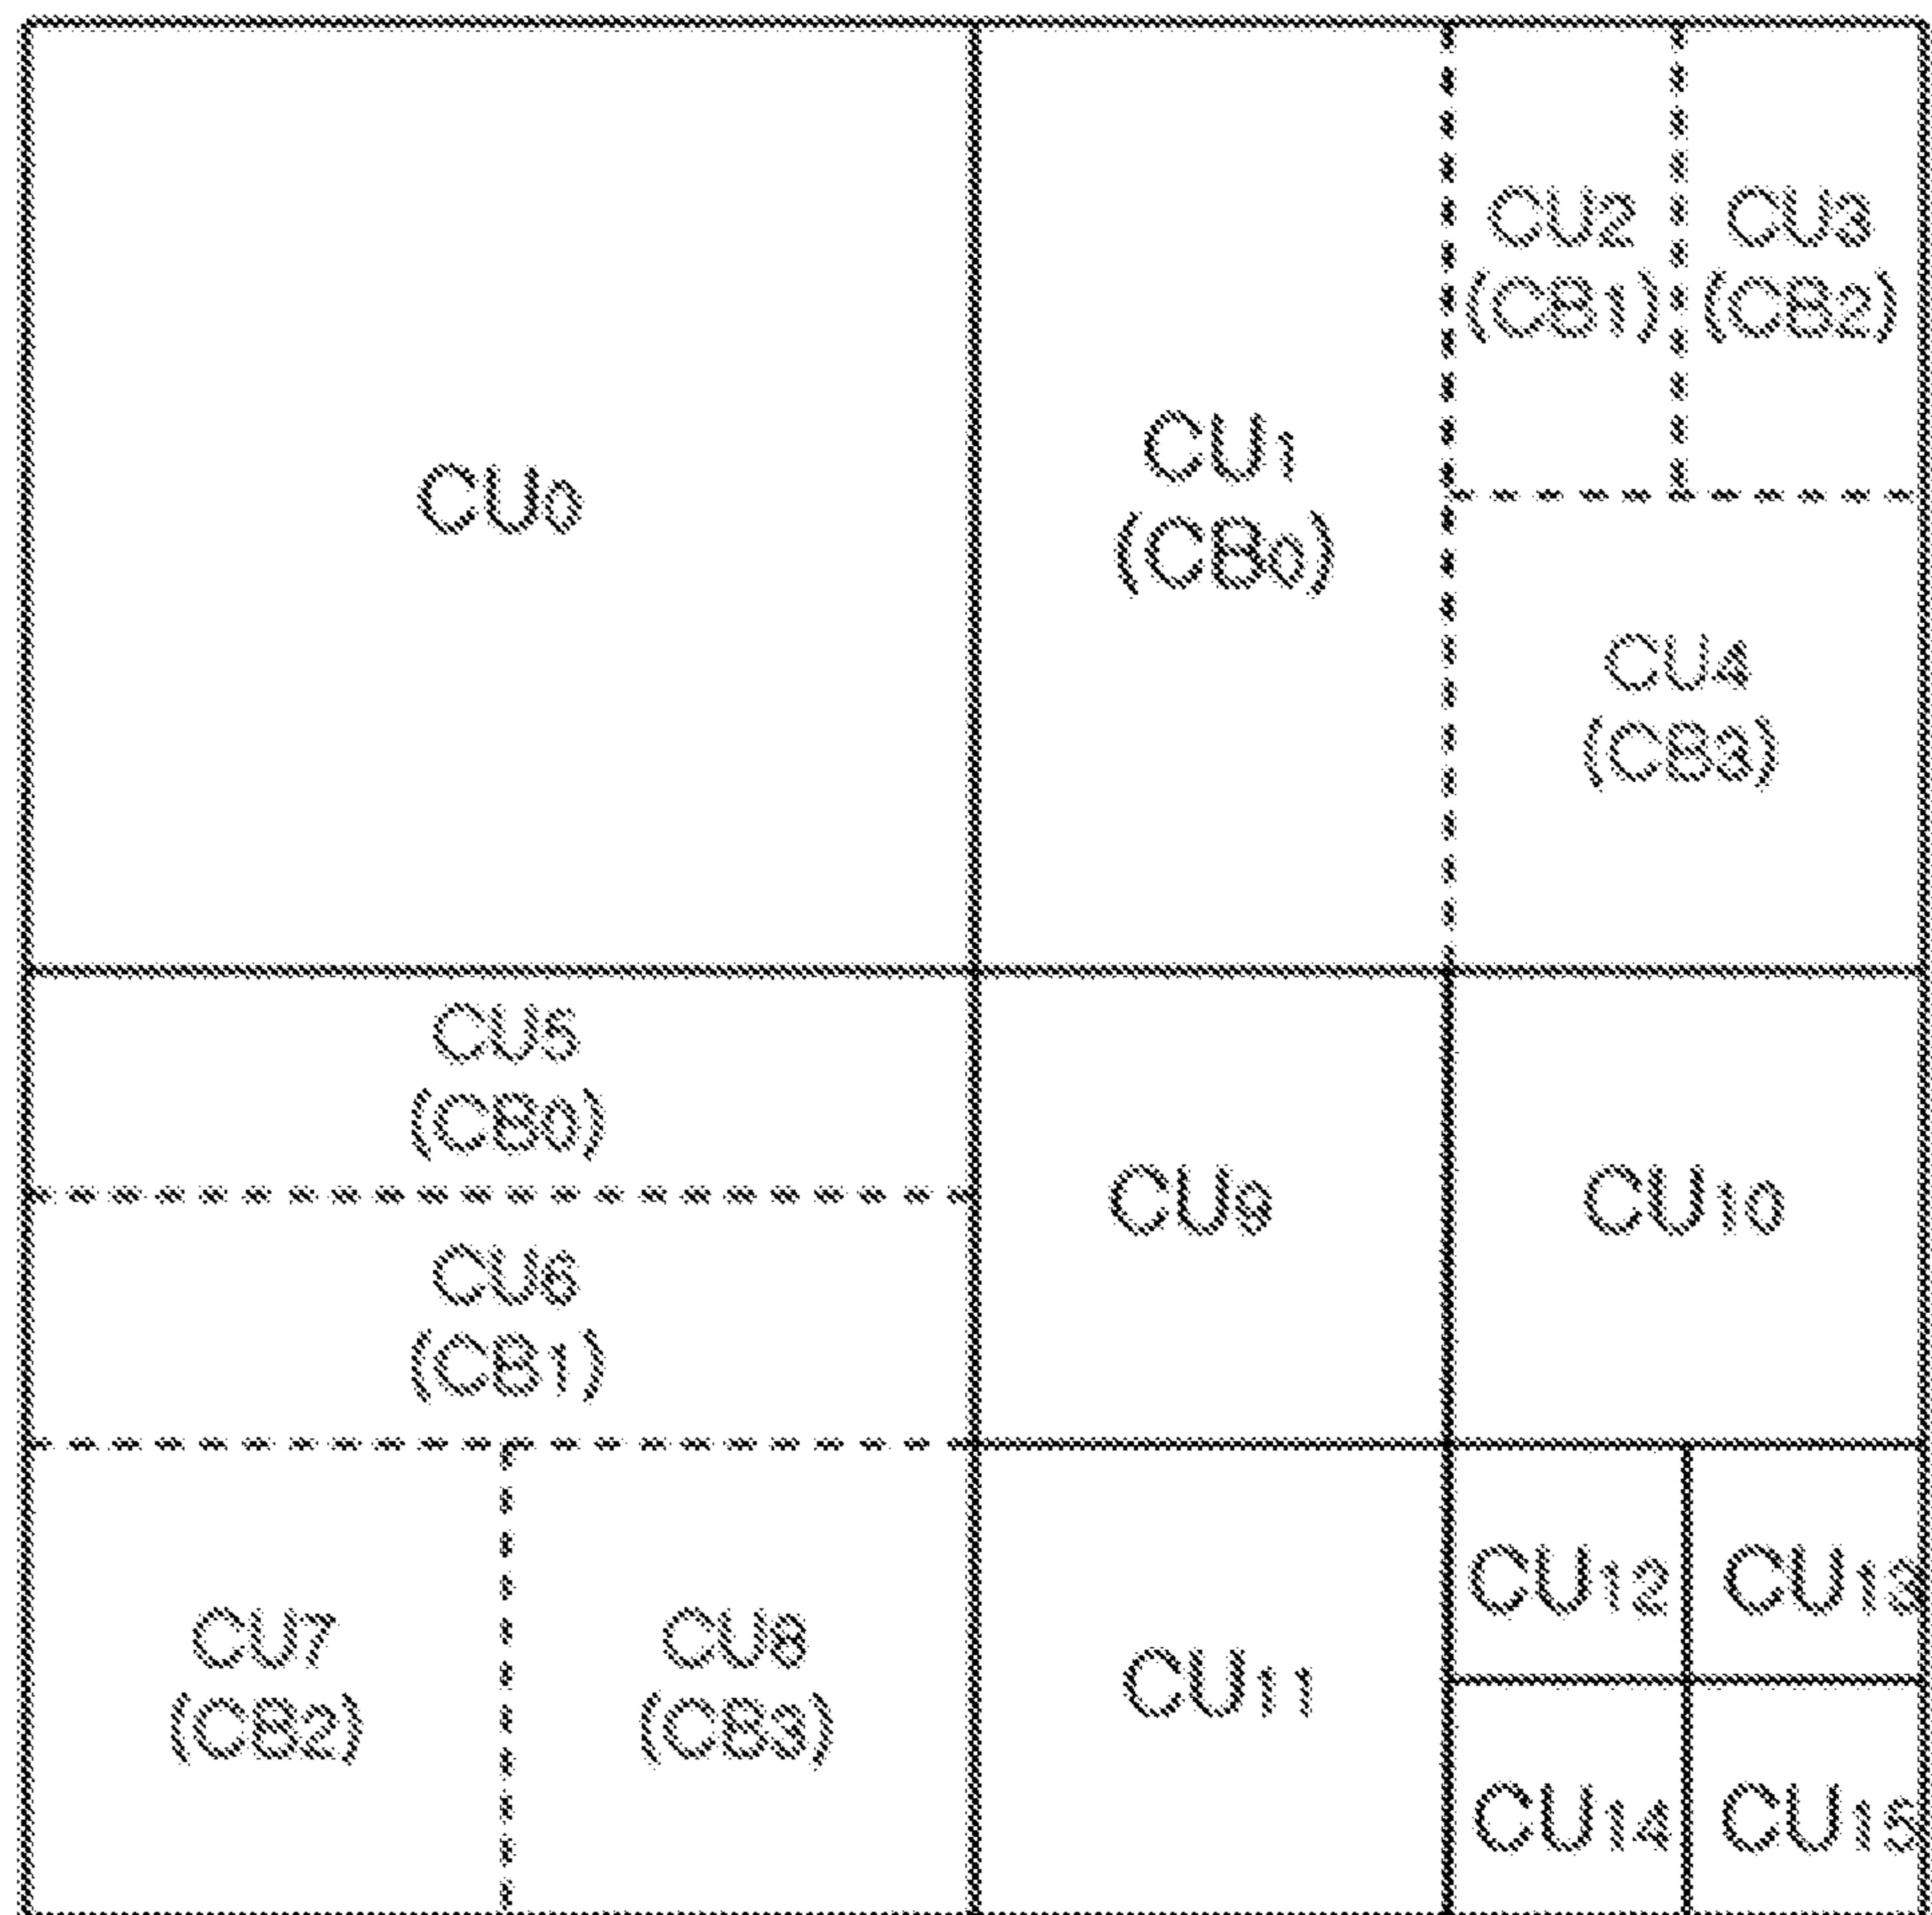 CU0
CU1
(CB0)
CU2
(CB1)
CU3
(CB2)
CU4
(CB3)
CU5
(CB0)
CU6
(CB1)
CU7
(CB2)
CU8
(CB3)
CU9
CU10
CU11
CU12
CU13
CU14
CU15